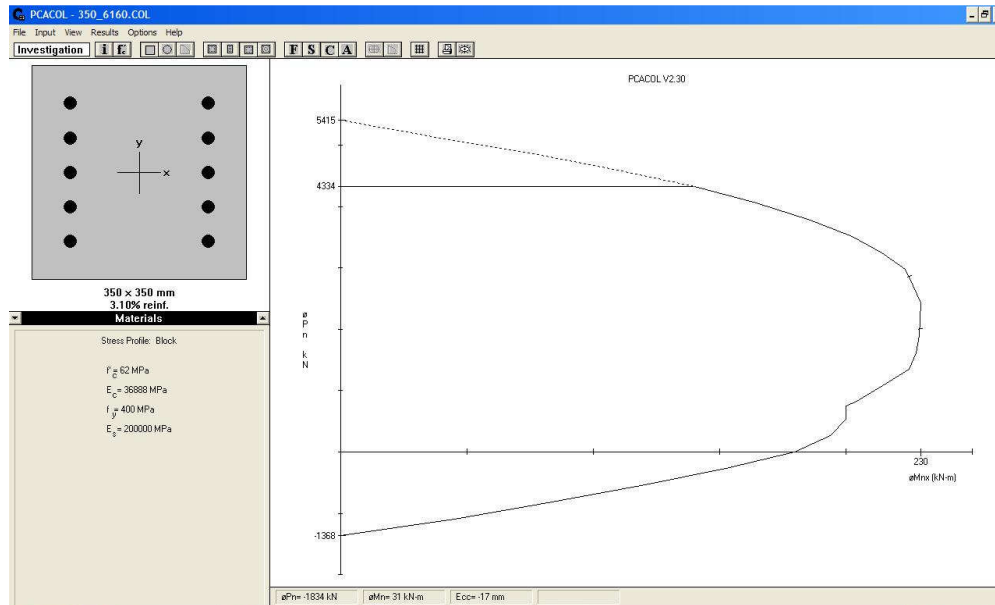 PCACOL - 350_6160.COL
File Input View Results Options Help
Investigation i f'c F S C A
PCACOL V2.30
y
x
350 x 350 mm
3.10% reinf.
Materials
Stress Profile: Block
f'c = 62 MPa
Ec = 36888 MPa
fy = 400 MPa
Es = 200000 MPa
5415
4334
øPn kN
230
øMnx (kN-m)
-1368
øPn= -1834 kN øMn= 31 kN-m Ecc= -17 mm